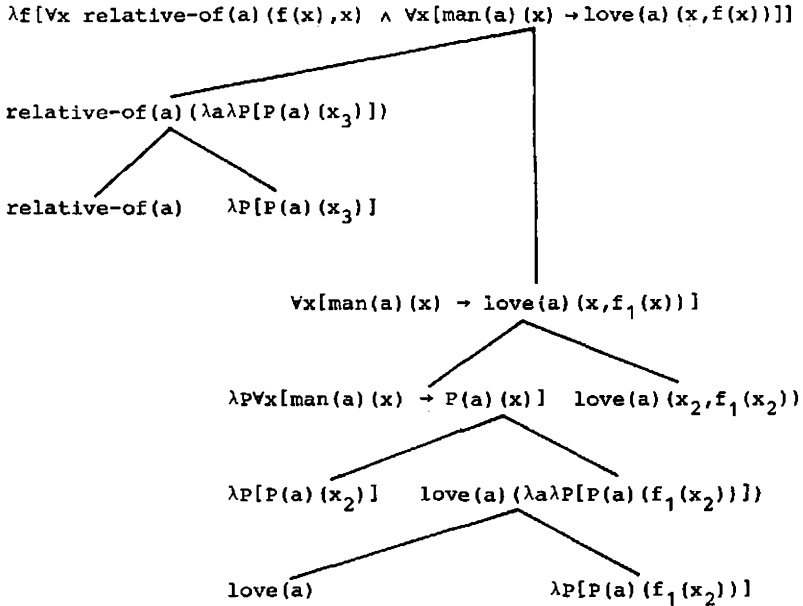 λf[∀x relative-of(a)(f(x),x) ∧ ∀x[man(a)(x) →love(a)(x,f(x))]]
relative-of(a)(λaλP[P(a)(x₃)])
relative-of(a) λP[P(a)(x₃)]
∀x[man(a)(x) → love(a)(x,f₁(x))]
λP∀x[man(a)(x) → P(a)(x)] love(a)(x₂,f₁(x₂))
λP[P(a)(x₂)] love(a)(λaλP[P(a)(f₁(x₂))])
love(a) λP[P(a)(f₁(x₂))]